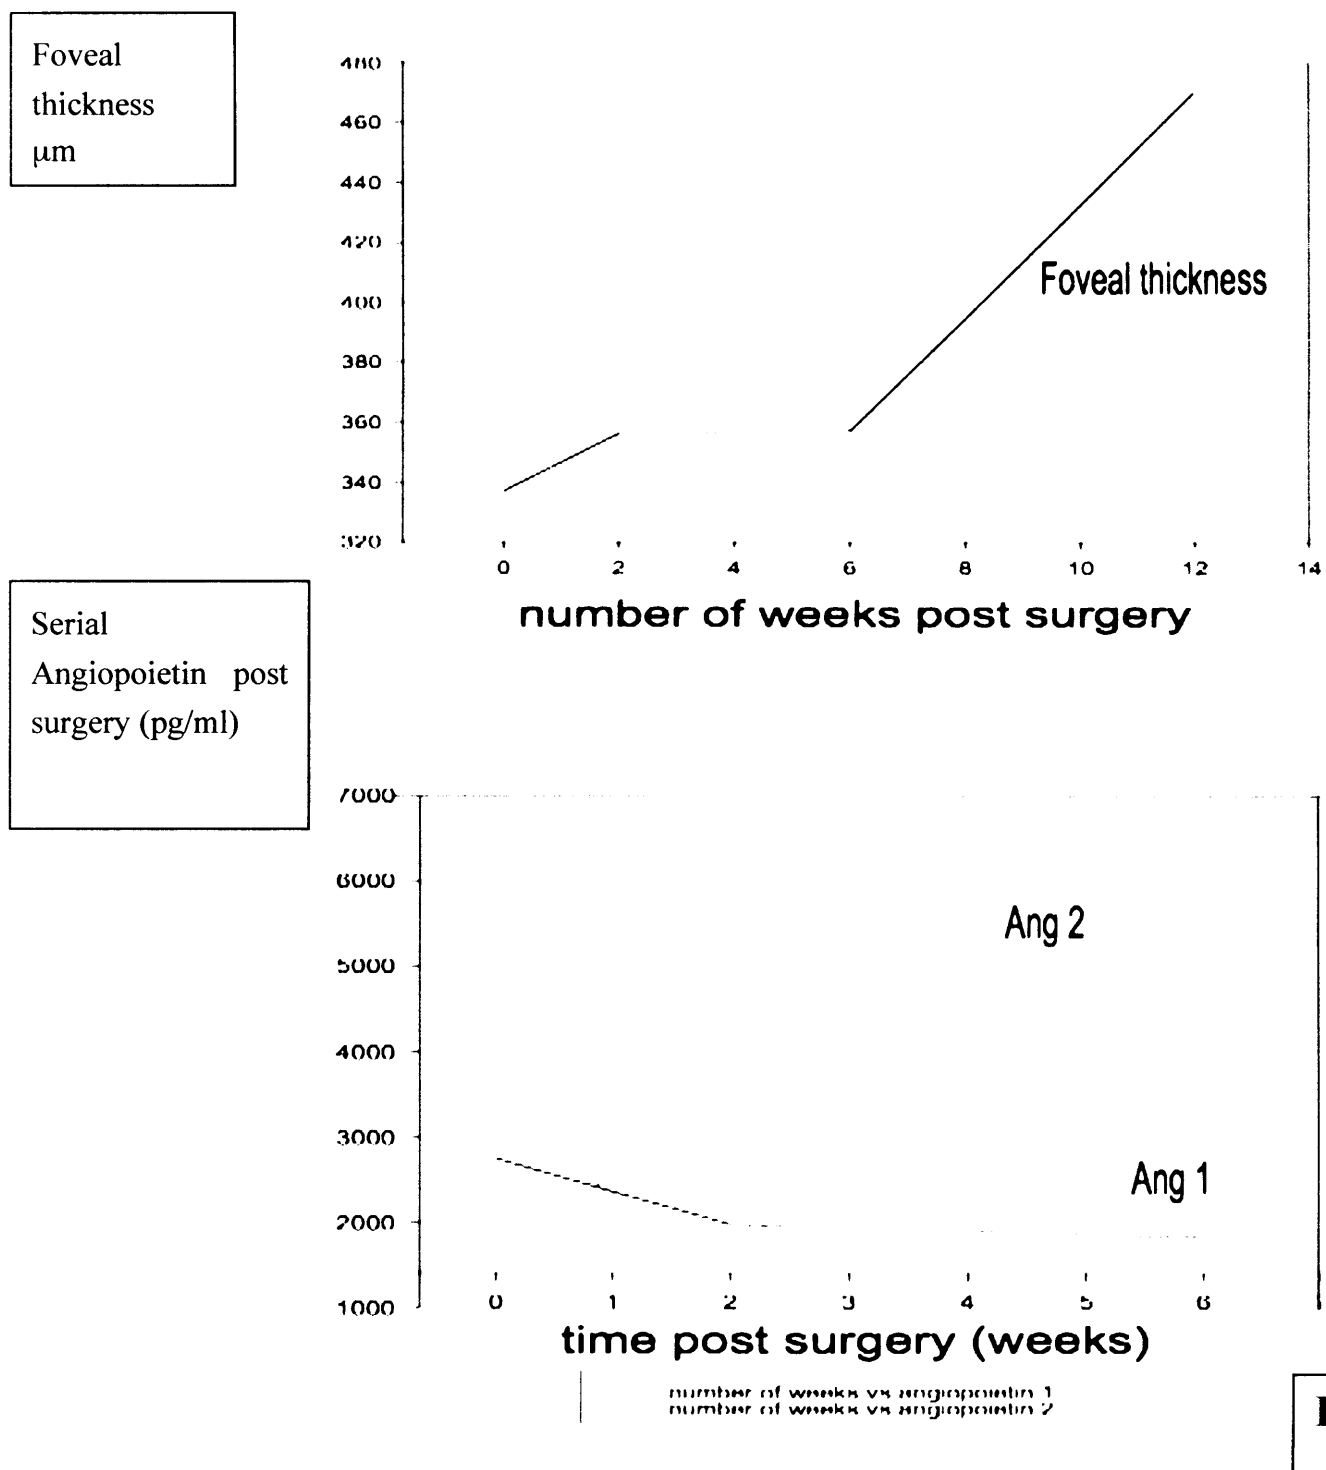 Foveal
thickness
μm
480
460
440
420
400
380
360
340
320
Foveal thickness
0 2 4 6 8 10 12 14
number of weeks post surgery
Serial
Angiopoietin post
surgery (pg/ml)
7000
6000
5000
4000
3000
2000
1000
Ang 2
Ang 1
0 1 2 3 4 5 6
time post surgery (weeks)
number of weeks vs angiopoietin 1
number of weeks vs angiopoietin 2